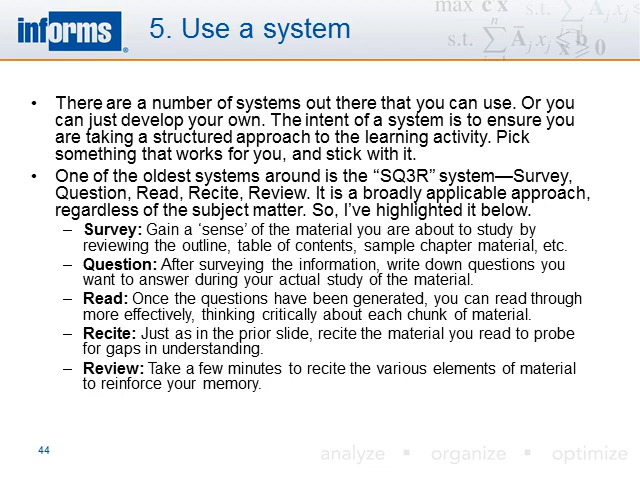 informs®
5. Use a system
max c x s.t. ∑ A j x j ≤
s.t. ∑ A j x j ≤ b
n
x ≥ 0
• There are a number of systems out there that you can use. Or you
can just develop your own. The intent of a system is to ensure you
are taking a structured approach to the learning activity. Pick
something that works for you, and stick with it.
• One of the oldest systems around is the “SQ3R” system—Survey,
Question, Read, Recite, Review. It is a broadly applicable approach,
regardless of the subject matter. So, I’ve highlighted it below.
– Survey: Gain a ‘sense’ of the material you are about to study by
reviewing the outline, table of contents, sample chapter material, etc.
– Question: After surveying the information, write down questions you
want to answer during your actual study of the material.
– Read: Once the questions have been generated, you can read through
more effectively, thinking critically about each chunk of material.
– Recite: Just as in the prior slide, recite the material you read to probe
for gaps in understanding.
– Review: Take a few minutes to recite the various elements of material
to reinforce your memory.
44
analyze ▪ organize ▪ optimize